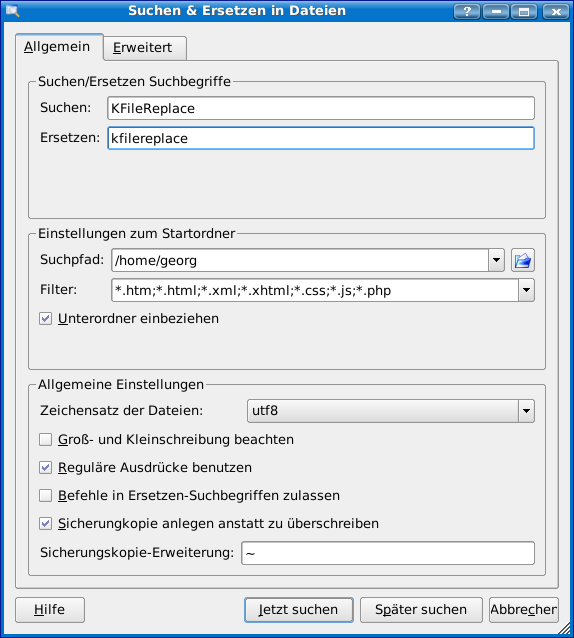 Suchen & Ersetzen in Dateien
Allgemein Erweitert
Suchen/Ersetzen Suchbegriffe
Suchen: KFileReplace
Ersetzen: kfilereplace
Einstellungen zum Startordner
Suchpfad: /home/georg
Filter: *.htm;*.html;*.xml;*.xhtml;*.css;*.js;*.php
Unterordner einbeziehen
Allgemeine Einstellungen
Zeichensatz der Dateien: utf8
Groß- und Kleinschreibung beachten
Reguläre Ausdrücke benutzen
Befehle in Ersetzen-Suchbegriffen zulassen
Sicherungkopie anlegen anstatt zu überschreiben
Sicherungskopie-Erweiterung: ~
Hilfe Jetzt suchen Später suchen Abbrechen